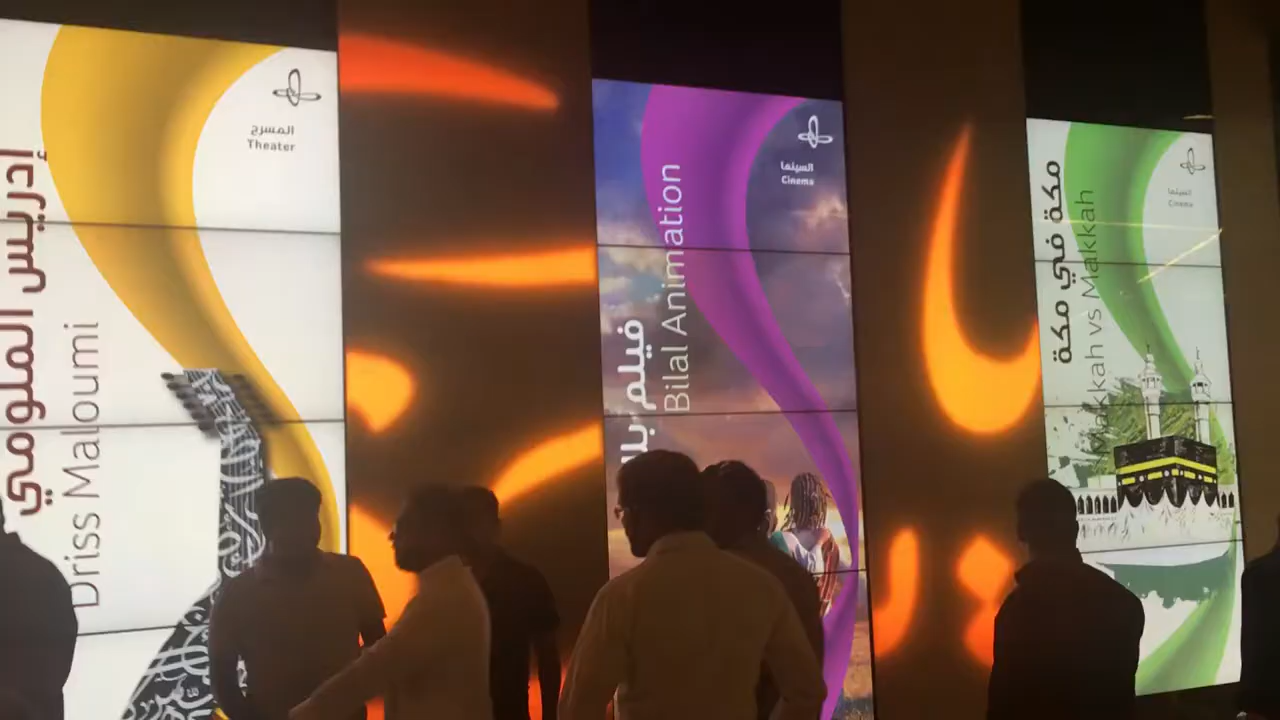 المسرح
Theater
إدريس الملومي
Driss Maloumi
السينما
Cinema
فيلم
Bilal Animation
السينما
Cinema
مكة في مكة
Makkah vs Makkah